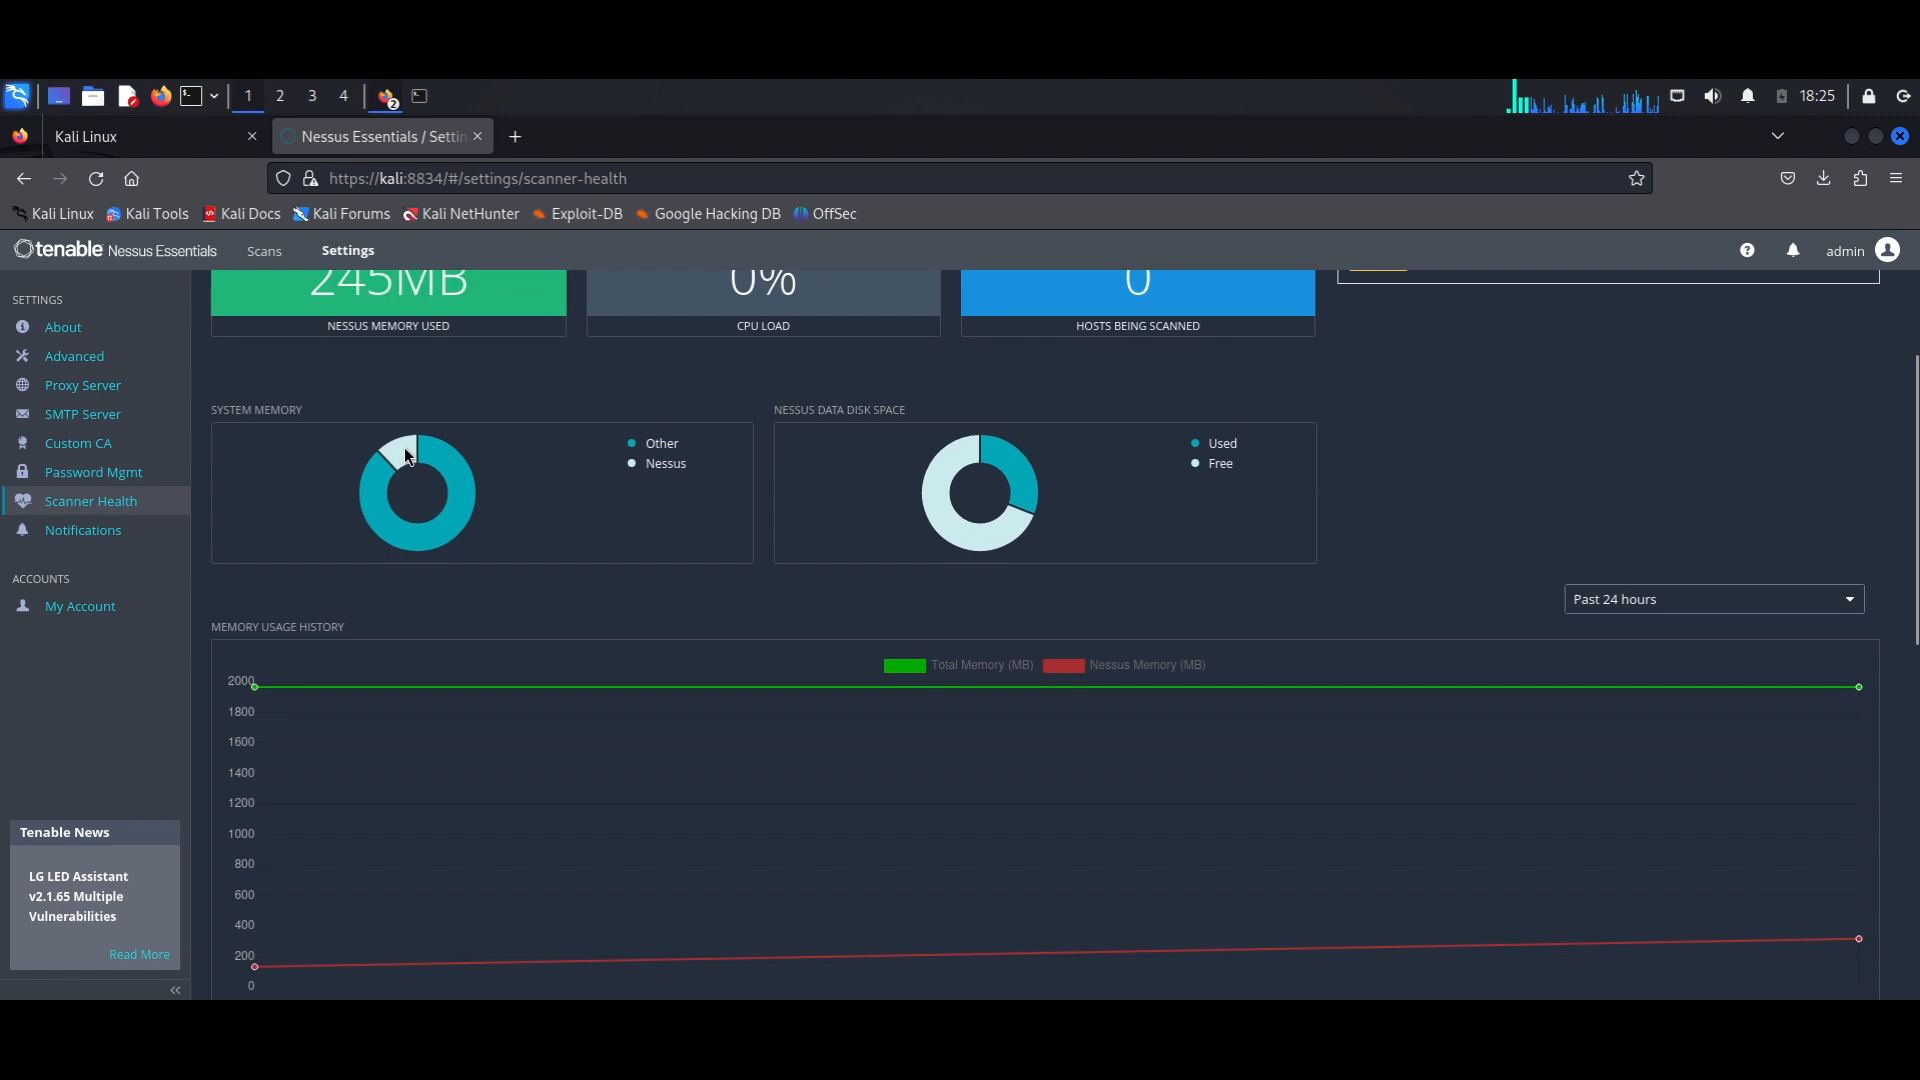 1 2 3 4 2 18:25
Kali Linux
Nessus Essentials / Settin
https://kali:8834/#/settings/scanner-health
Kali Linux Kali Tools Kali Docs Kali Forums Kali NetHunter Exploit-DB Google Hacking DB OffSec
tenable Nessus Essentials Scans Settings admin
SETTINGS
About
Advanced
Proxy Server
SMTP Server
Custom CA
Password Mgmt
Scanner Health
Notifications
ACCOUNTS
My Account
Tenable News
LG LED Assistant
v2.1.65 Multiple
Vulnerabilities
Read More
245MB
NESSUS MEMORY USED
0%
CPU LOAD
0
HOSTS BEING SCANNED
SYSTEM MEMORY
Other
Nessus
NESSUS DATA DISK SPACE
Used
Free
Past 24 hours
MEMORY USAGE HISTORY
Total Memory (MB) Nessus Memory (MB)
2000
1800
1600
1400
1200
1000
800
600
400
200
0